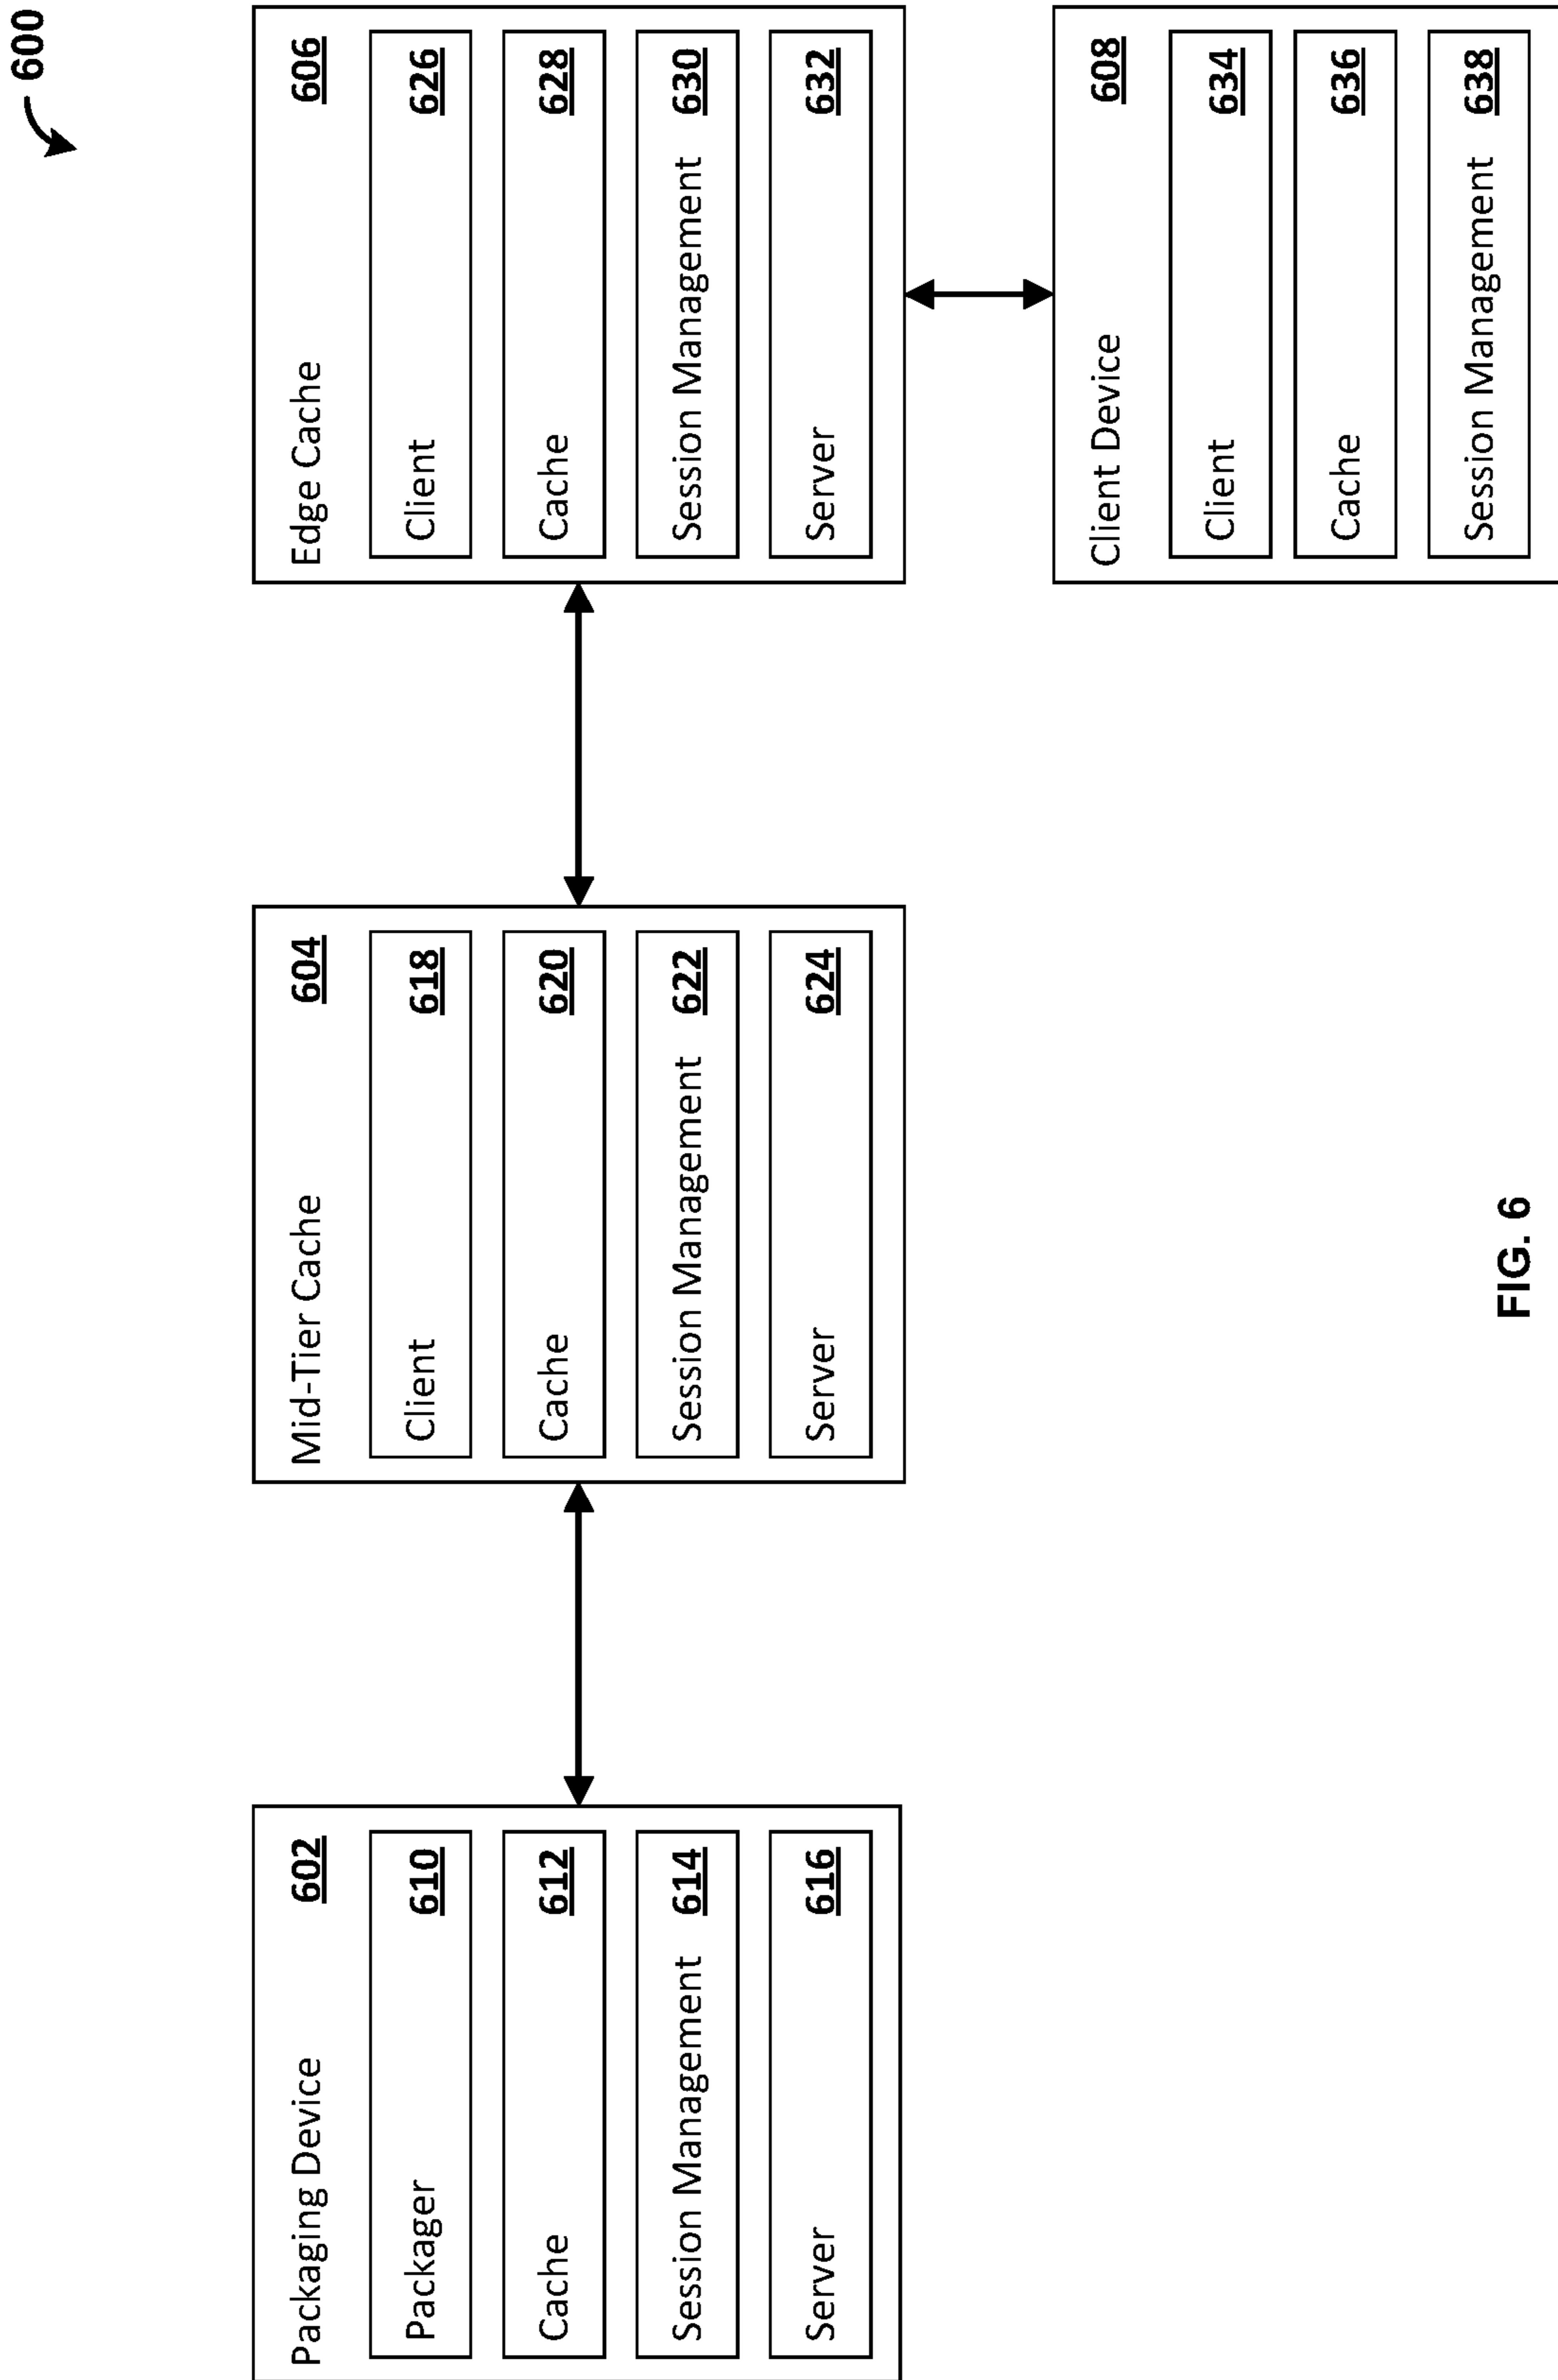 600
Packaging Device 602
Packager 610
Cache 612
Session Management 614
Server 616
Mid-Tier Cache 604
Client 618
Cache 620
Session Management 622
Server 624
Edge Cache 606
Client 626
Cache 628
Session Management 630
Server 632
Client Device 608
Client 634
Cache 636
Session Management 638
FIG. 6